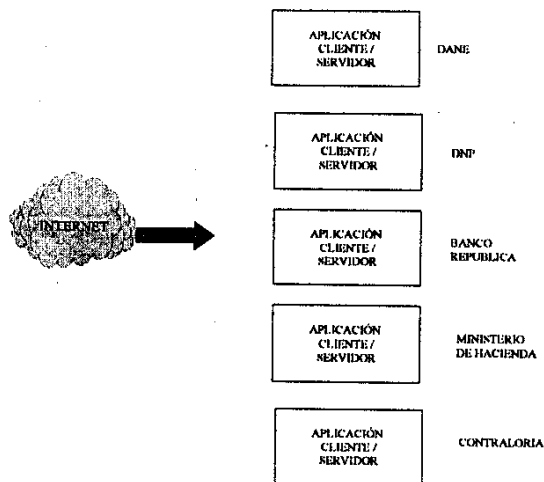 APLICACIÓN
CLIENTE /
SERVIDOR
DANE
APLICACIÓN
CLIENTE /
SERVIDOR
DNP
INTERNET
APLICACIÓN
CLIENTE /
SERVIDOR
BANCO
REPUBLICA
APLICACIÓN
CLIENTE /
SERVIDOR
MINISTERIO
DE HACIENDA
APLICACIÓN
CLIENTE /
SERVIDOR
CONTRALORIA